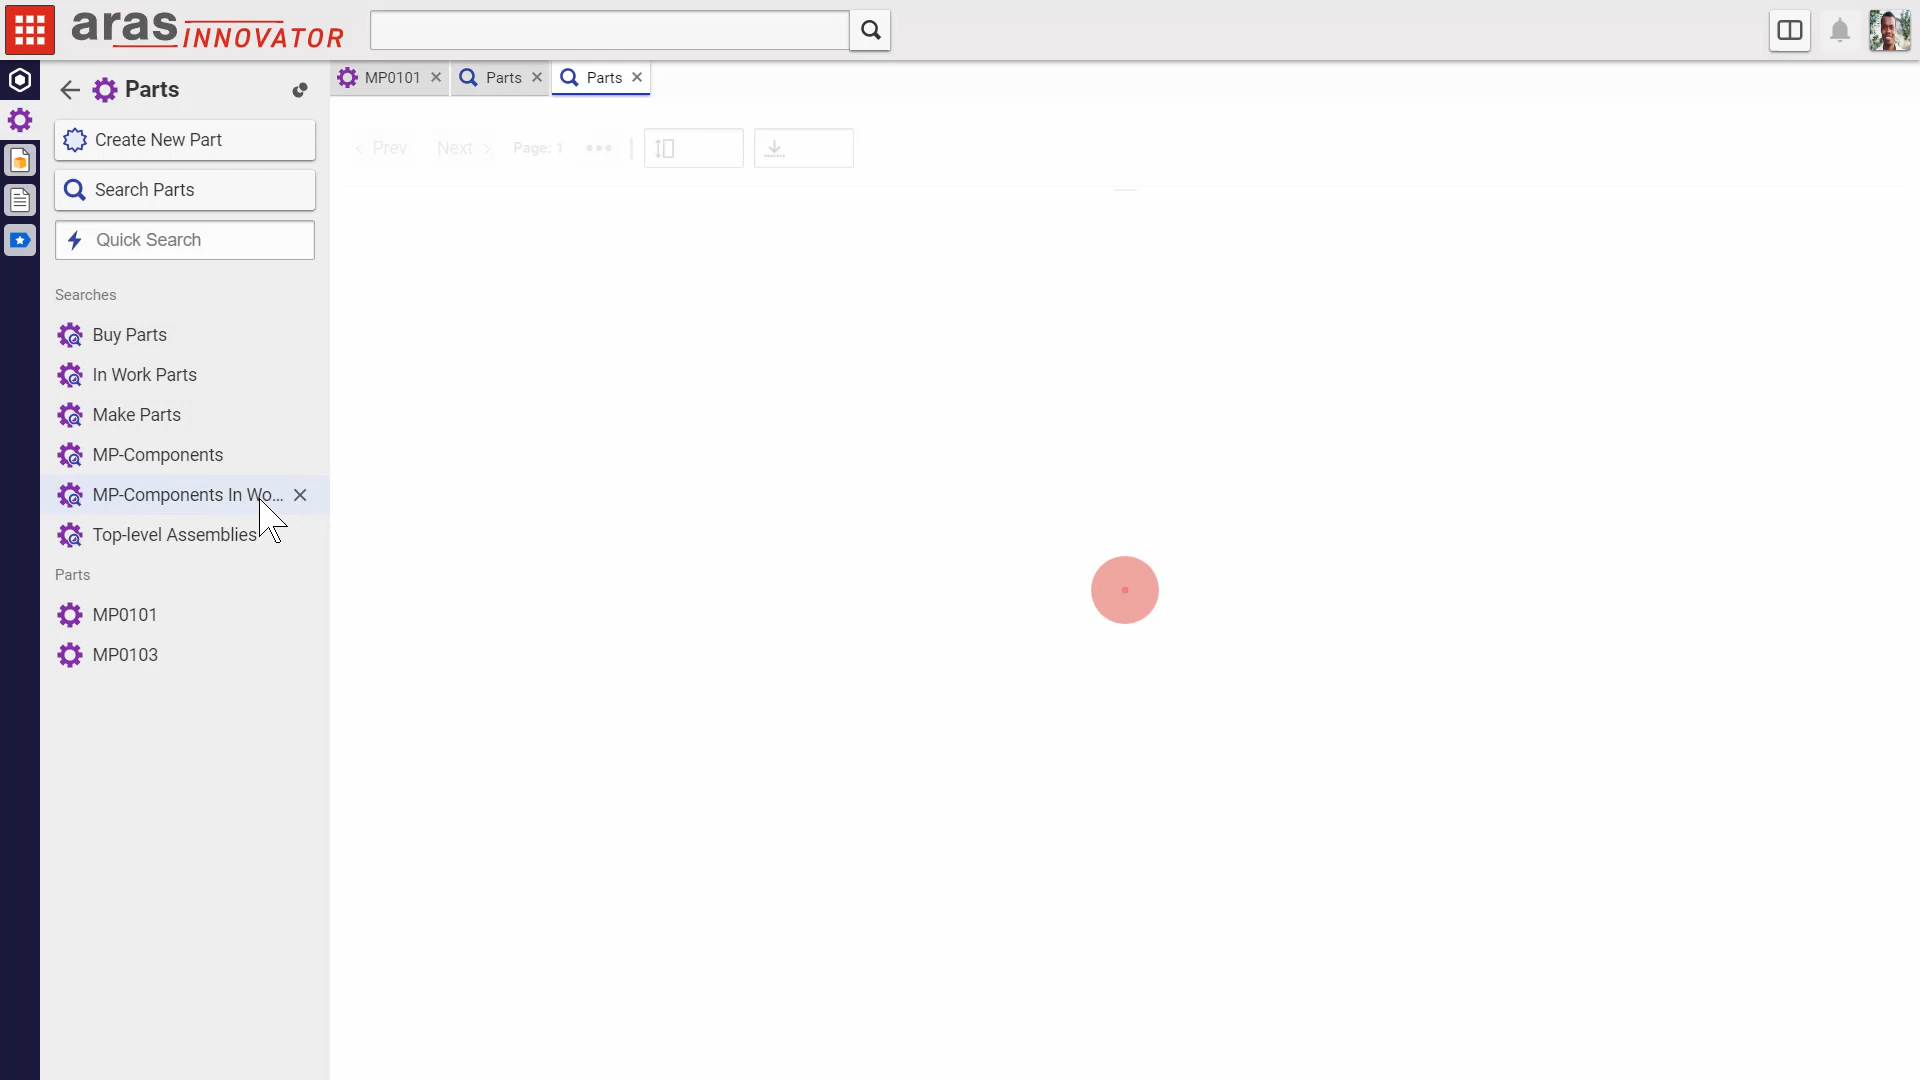 aras INNOVATOR
MP0101
Parts
Parts
Parts
Create New Part
Search Parts
Quick Search
Searches
Buy Parts
In Work Parts
Make Parts
MP-Components
MP-Components In Wo...
Top-level Assemblies
Parts
MP0101
MP0103
Prev
Next
Page: 1